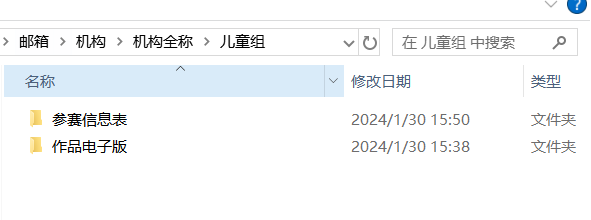 ?
邮箱 > 机构 > 机构全称 > 儿童组
在 儿童组 中搜索
名称 修改日期 类型
参赛信息表 2024/1/30 15:50 文件夹
作品电子版 2024/1/30 15:38 文件夹